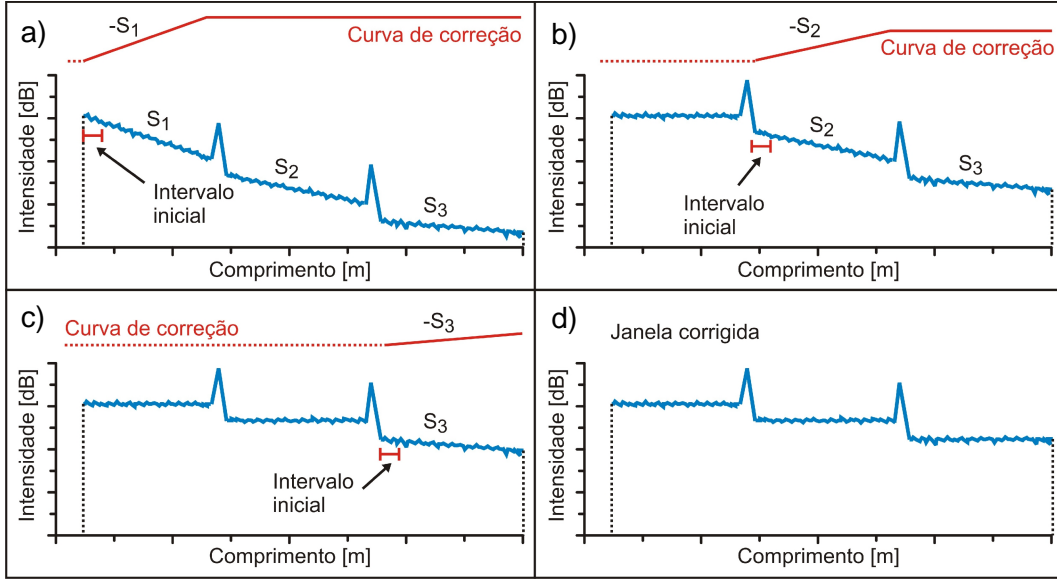 a)
-S1
Curva de correção
Intensidade [dB]
S1
S2
S3
Intervalo
inicial
Comprimento [m]
b)
-S2
Curva de correção
Intensidade [dB]
S2
S3
Intervalo
inicial
Comprimento [m]
c)
Curva de correção
-S3
Intensidade [dB]
S3
Intervalo
inicial
Comprimento [m]
d)
Janela corrigida
Intensidade [dB]
Comprimento [m]